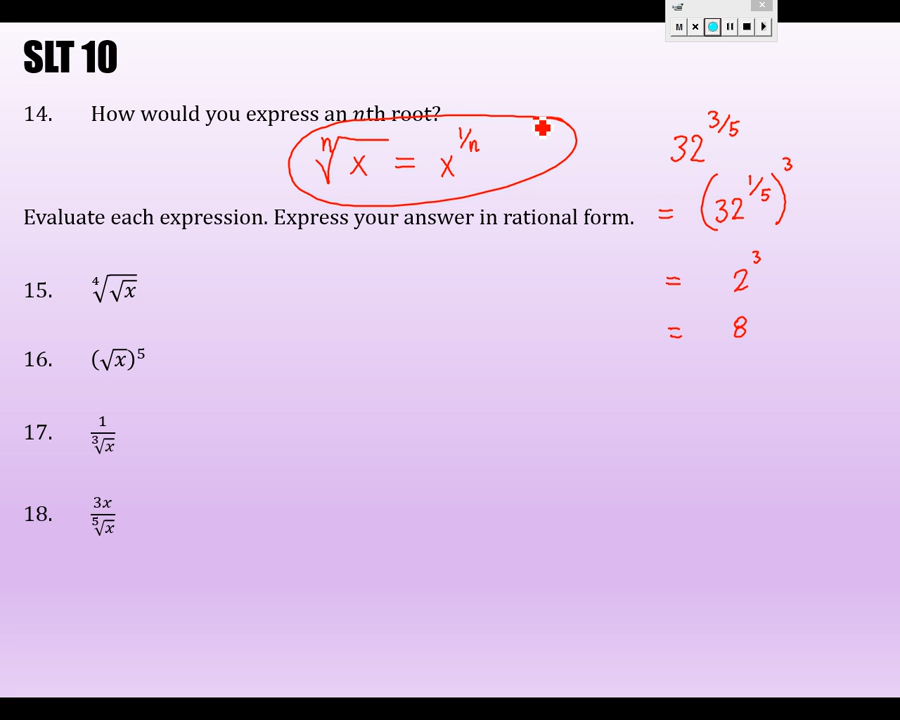 M
SLT 10
14. How would you express an nth root?
ⁿ√x = x^1/n
Evaluate each expression. Express your answer in rational form.
15. ⁴√√x
16. (√x)⁵
17. 1/³√x
18. 3x/⁵√x
32^3/5
= (32^1/5)³
= 2³
= 8